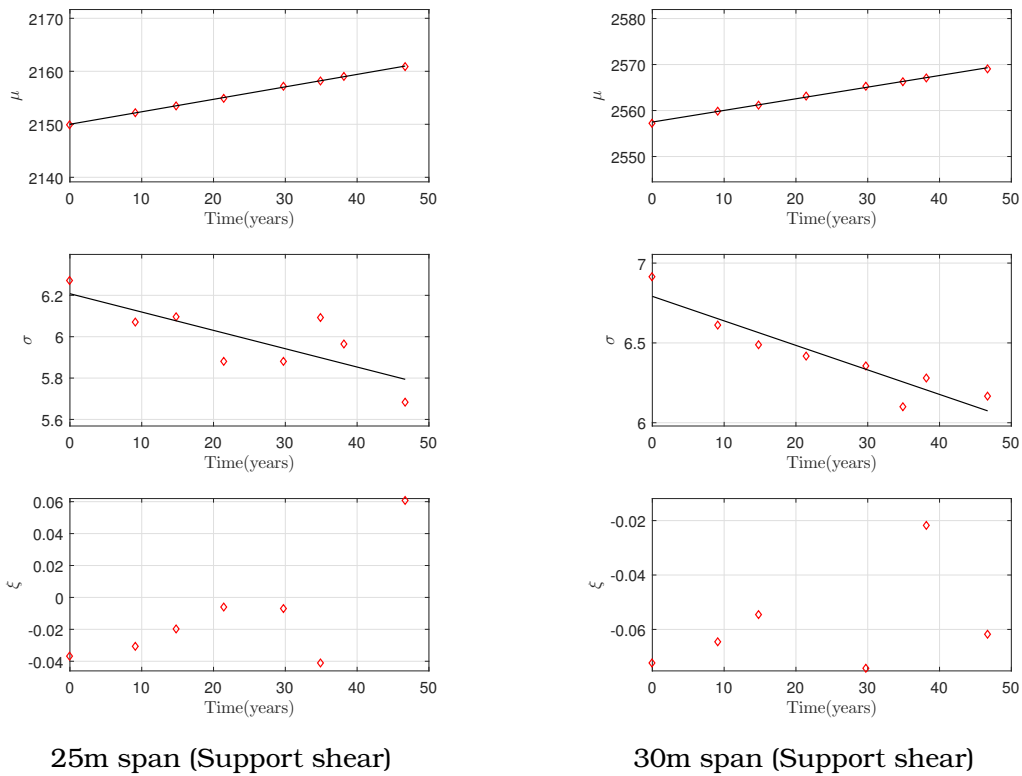 2170
2160
2150
2140
μ
0 10 20 30 40 50
Time(years)
2580
2570
2560
2550
μ
0 10 20 30 40 50
Time(years)
6.2
6
5.8
5.6
σ
0 10 20 30 40 50
Time(years)
7
6.5
6
σ
0 10 20 30 40 50
Time(years)
0.06
0.04
0.02
0
-0.02
-0.04
ξ
0 10 20 30 40 50
Time(years)
-0.02
-0.04
-0.06
ξ
0 10 20 30 40 50
Time(years)
25m span (Support shear)
30m span (Support shear)